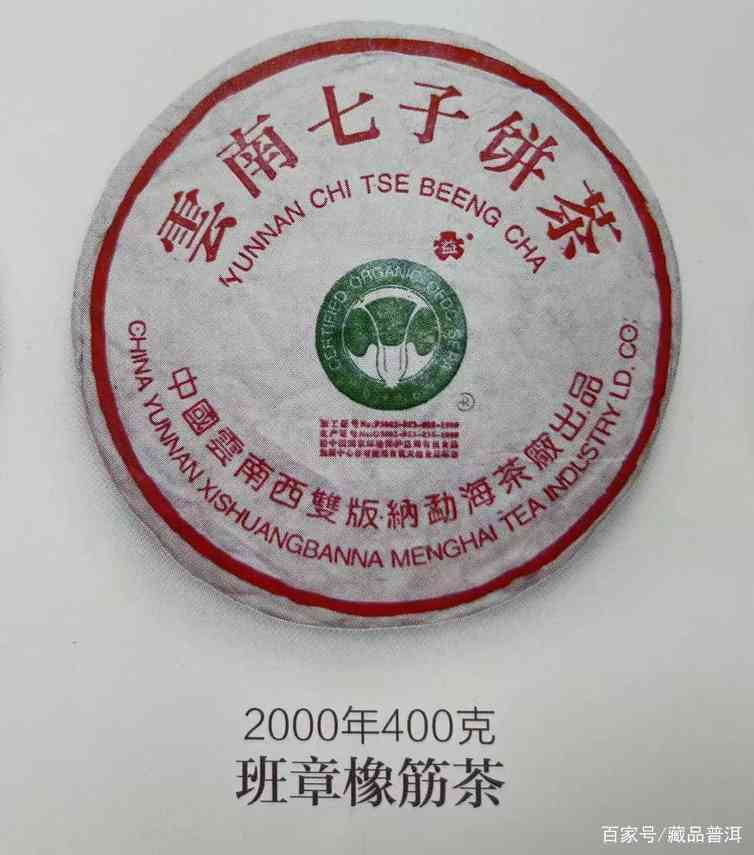 雲南七子饼茶
YUNNAN CHI TSE BEENG CHA
CERTIFIED ORGANIC OFDC SEAL
®
中國雲南西雙版納勐海茶廠出品
CHINA YUNNAN XISHUANGBANNA MENGHAI TEA INDUSTRY LD. CO.
2000年400克
班章橡筋茶
百家号/藏品普洱